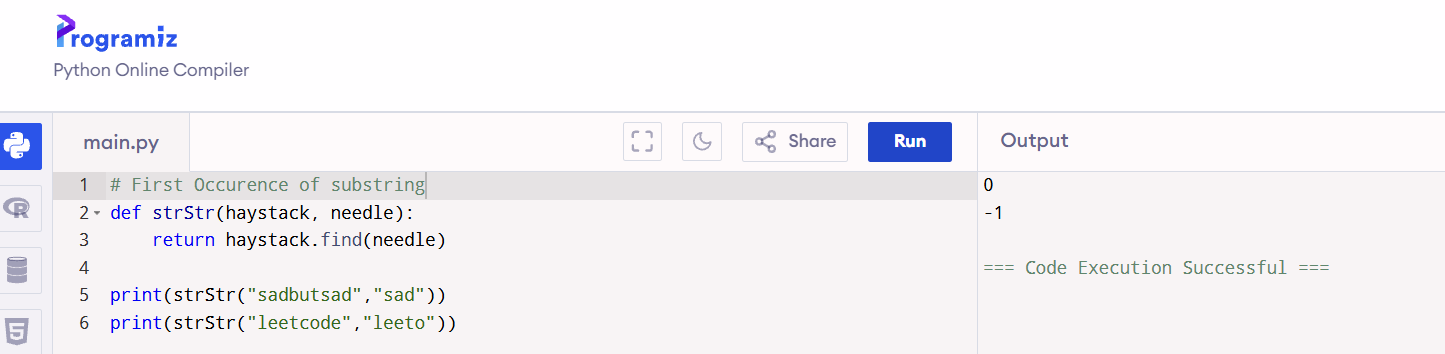 Programiz
Python Online Compiler
main.py
Share
Run
Output
1 # First Occurence of substring
2 def strStr(haystack, needle):
3     return haystack.find(needle)
4
5 print(strStr("sadbutsad","sad"))
6 print(strStr("leetcode","leeto"))
0
-1
=== Code Execution Successful ===
R
5